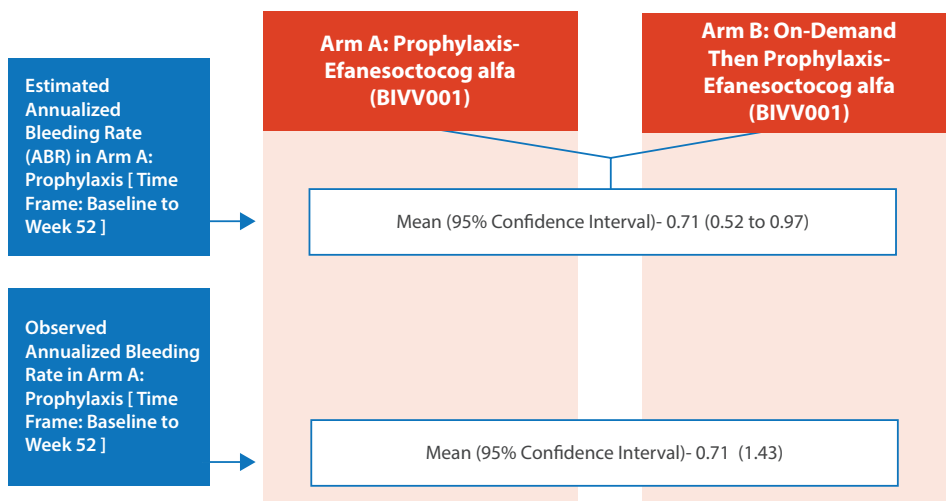 Arm A: Prophylaxis-
Efanesoctocog alfa
(BIVV001)
Arm B: On-Demand
Then Prophylaxis-
Efanesoctocog alfa
(BIVV001)
Estimated
Annualized
Bleeding Rate
(ABR) in Arm A:
Prophylaxis [ Time
Frame: Baseline to
Week 52 ]
Mean (95% Confidence Interval)- 0.71 (0.52 to 0.97)
Observed
Annualized Bleeding
Rate in Arm A:
Prophylaxis [ Time
Frame: Baseline to
Week 52 ]
Mean (95% Confidence Interval)- 0.71 (1.43)